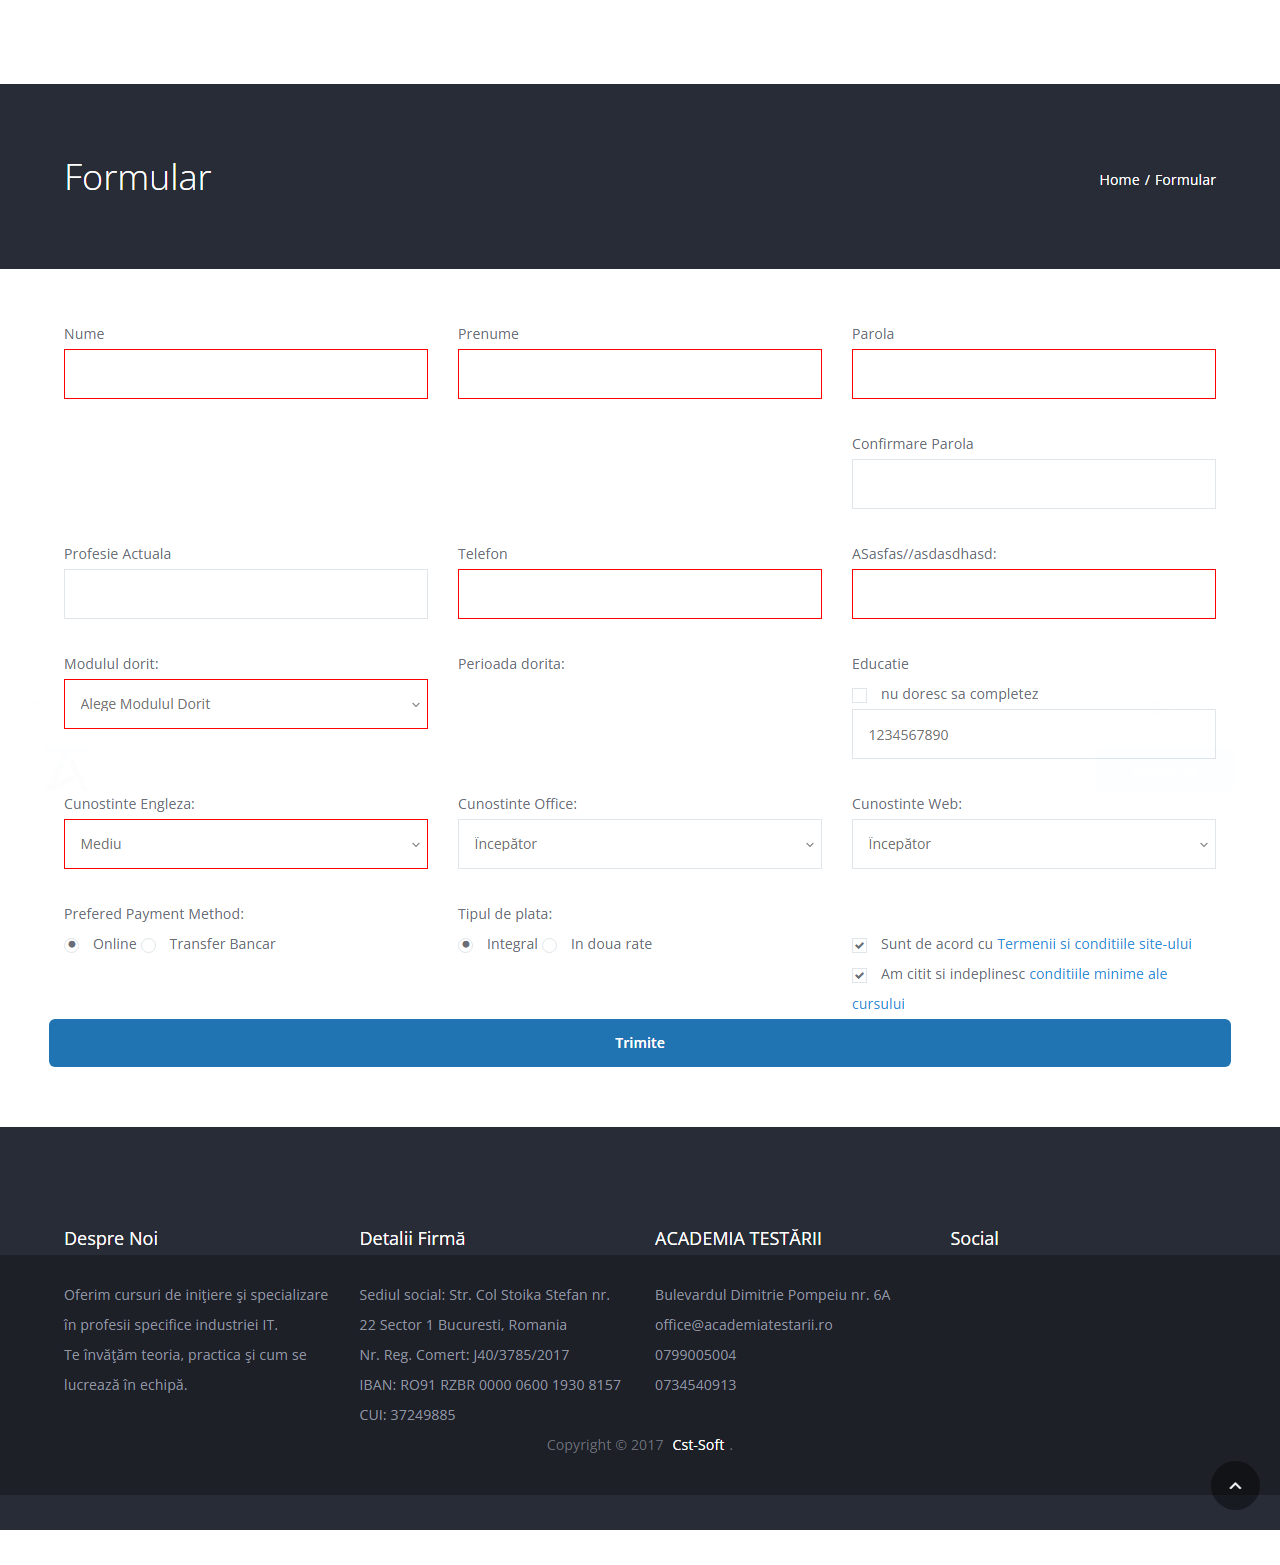 Formular
Home / Formular
Nume
Prenume
Parola
Confirmare Parola
Profesie Actuala
Telefon
ASasfas//asdasdhasd:
Modulul dorit:
Alege Modulul Dorit
Perioada dorita:
Educatie
nu doresc sa completez
1234567890
Cunostinte Engleza:
Mediu
Cunostinte Office:
Începător
Cunostinte Web:
Începător
Prefered Payment Method:
Online
Transfer Bancar
Tipul de plata:
Integral
In doua rate
Sunt de acord cu Termenii si conditiile site-ului
Am citit si indeplinesc conditiile minime ale
cursului
Trimite
Despre Noi
Oferim cursuri de iniţiere şi specializare
în profesii specifice industriei IT.
Te învăţăm teoria, practica şi cum se
lucrează în echipă.
Detalii Firmă
Sediul social: Str. Col Stoika Stefan nr.
22 Sector 1 Bucuresti, Romania
Nr. Reg. Comert: J40/3785/2017
IBAN: RO91 RZBR 0000 0600 1930 8157
CUI: 37249885
ACADEMIA TESTĂRII
Bulevardul Dimitrie Pompeiu nr. 6A
office@academiatestarii.ro
0799005004
0734540913
Social
Copyright © 2017 Cst-Soft .